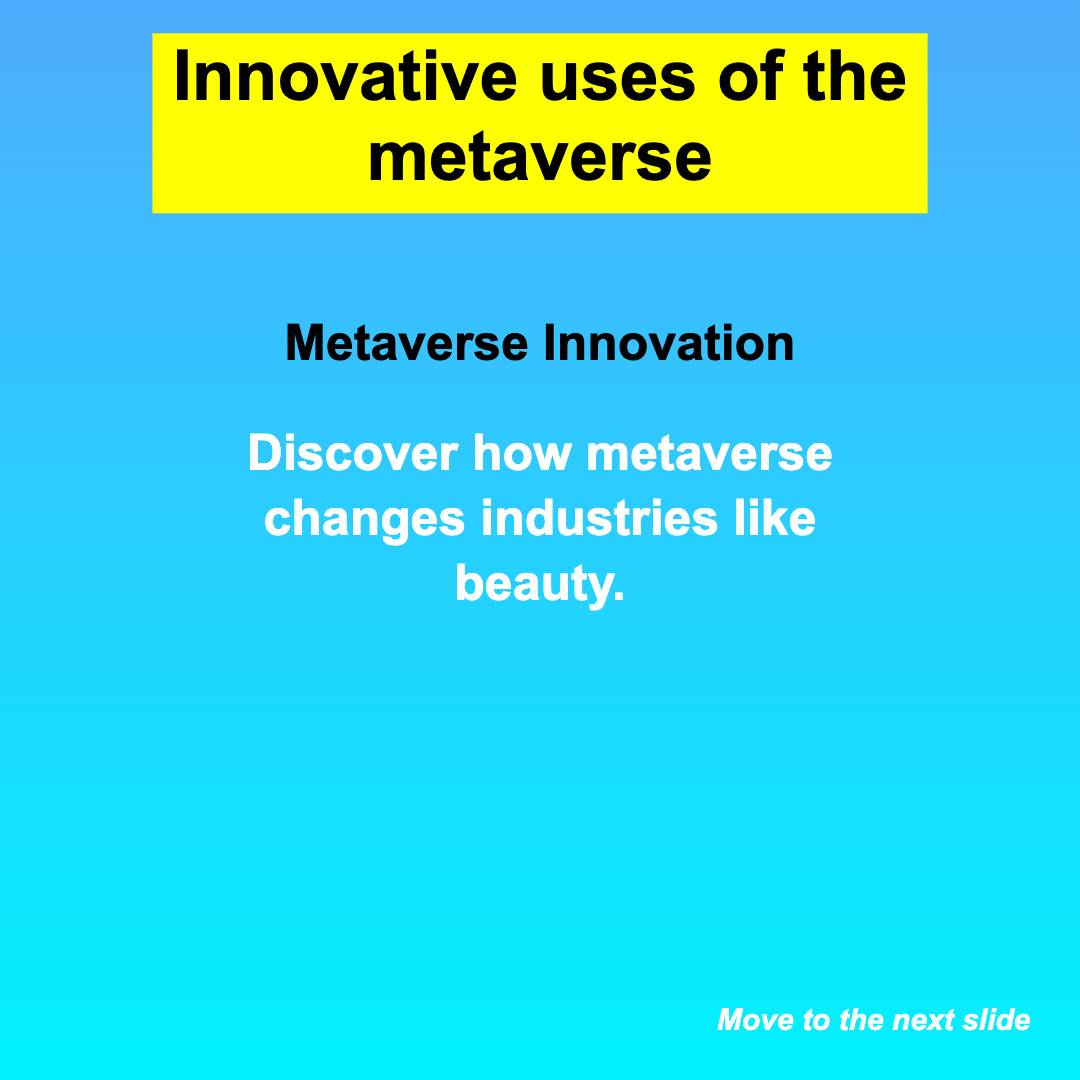 Innovative uses of the
metaverse
Metaverse Innovation
Discover how metaverse
changes industries like
beauty.
Move to the next slide